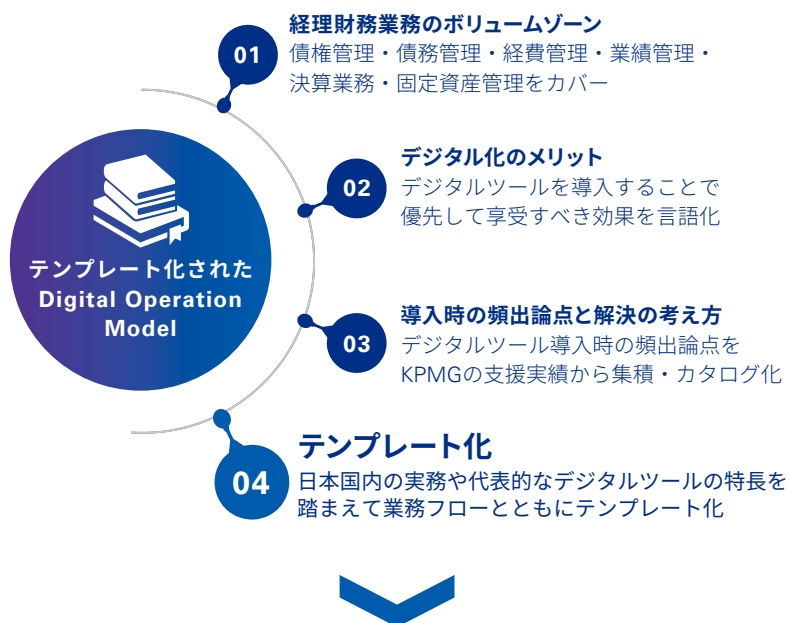 01
経理財務業務のボリュームゾーン
債権管理・債務管理・経費管理・業績管理・
決算業務・固定資産管理をカバー
02
デジタル化のメリット
デジタルツールを導入することで
優先して享受すべき効果を言語化
テンプレート化された
Digital Operation
Model
03
導入時の頻出論点と解決の考え方
デジタルツール導入時の頻出論点を
KPMGの支援実績から集積・カタログ化
04
テンプレート化
日本国内の実務や代表的なデジタルツールの特長を
踏まえて業務フローとともにテンプレート化